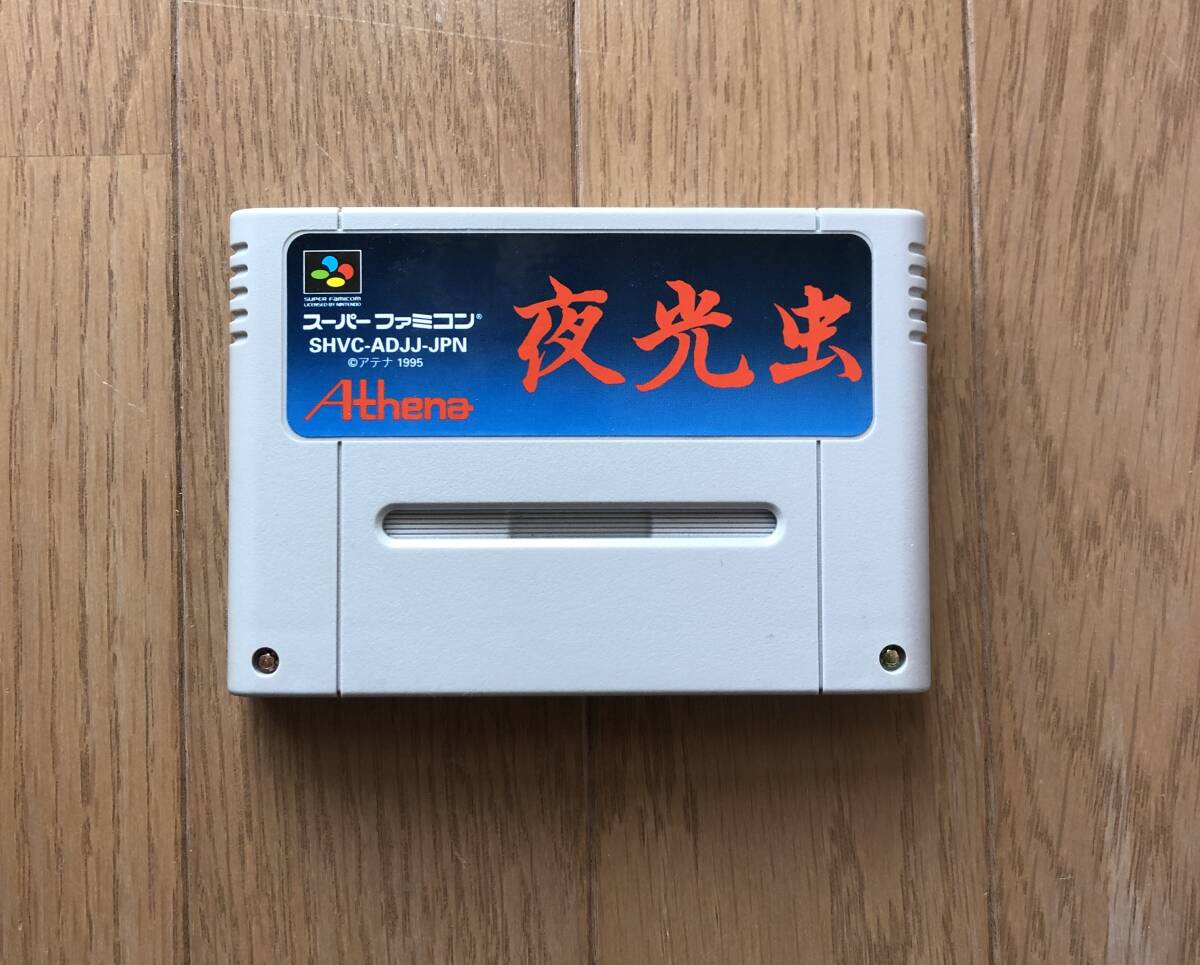 SUPER FAMICOM
LICENSED BY NINTENDO
スーパーファミコン®
SHVC-ADJJ-JPN
©アテナ 1995
Athena
夜光虫